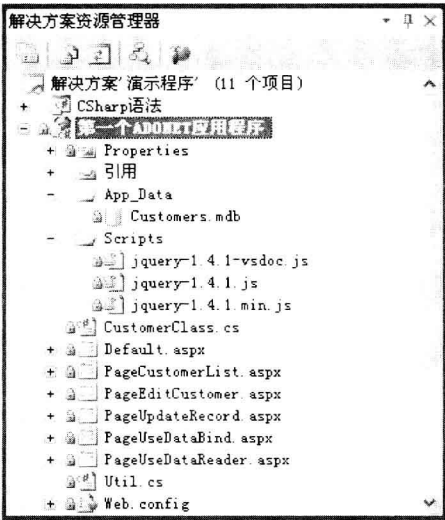 解决方案资源管理器
解决方案'演示程序' (11 个项目)
CSharp语法
第一个ADONET应用程序
Properties
引用
App_Data
Customers.mdb
Scripts
jquery-1.4.1-vsdoc.js
jquery-1.4.1.js
jquery-1.4.1.min.js
CustomerClass.cs
Default.aspx
PageCustomerList.aspx
PageEditCustomer.aspx
PageUpdateRecord.aspx
PageUseDataBind.aspx
PageUseDataReader.aspx
Util.cs
Web.config